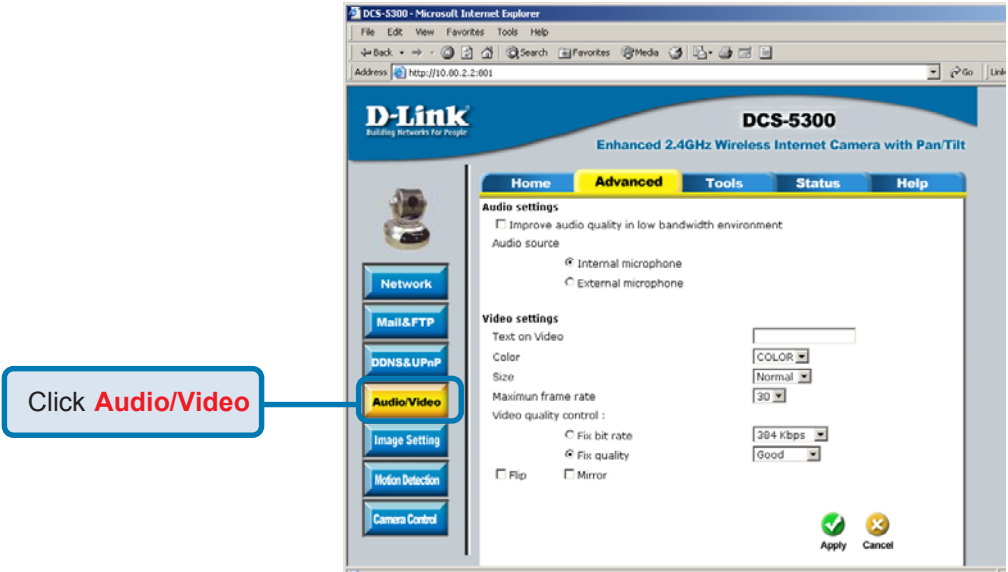 DCS-5300 - Microsoft Internet Explorer
File Edit View Favorites Tools Help
Back Search Favorites Media
Address http://10.80.2.2:801 Go
D-Link
Building Networks For People
DCS-5300
Enhanced 2.4GHz Wireless Internet Camera with Pan/Tilt
Home Advanced Tools Status Help
Audio settings
Improve audio quality in low bandwidth environment
Audio source
Internal microphone
External microphone
Video settings
Text on Video
Color COLOR
Size Normal
Maximun frame rate 30
Video quality control :
Fix bit rate 384 Kbps
Fix quality Good
Flip Mirror
Apply Cancel
Network
Mail&FTP
DDNS&UPnP
Audio/Video
Image Setting
Motion Detection
Camera Control
Click Audio/Video